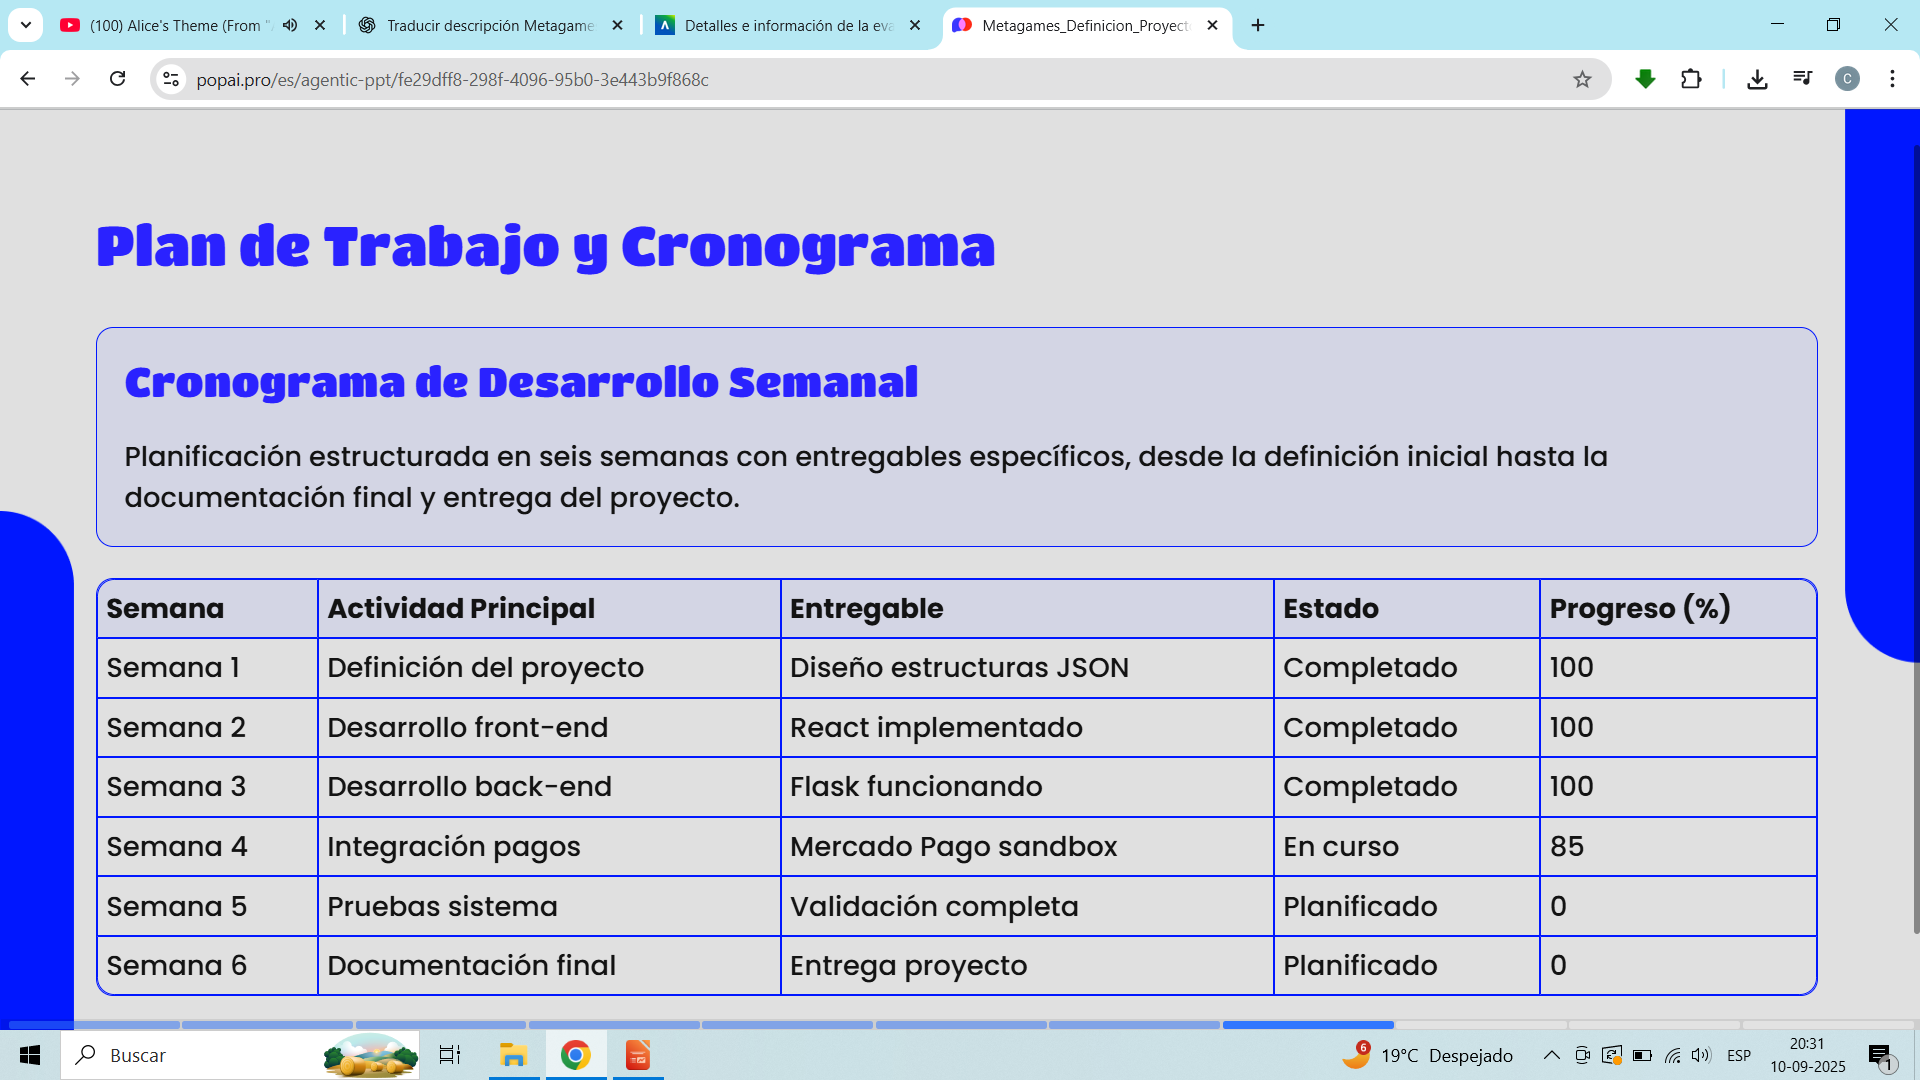 (100) Alice's Theme (From "
Traducir descripción Metagame
Detalles e información de la eva
Metagames_Definicion_Proyect
popai.pro/es/agentic-ppt/fe29dff8-298f-4096-95b0-3e443b9f868c
C
Plan de Trabajo y Cronograma
Cronograma de Desarrollo Semanal
Planificación estructurada en seis semanas con entregables específicos, desde la definición inicial hasta la
documentación final y entrega del proyecto.
Semana Actividad Principal Entregable Estado Progreso (%)
Semana 1 Definición del proyecto Diseño estructuras JSON Completado 100
Semana 2 Desarrollo front-end React implementado Completado 100
Semana 3 Desarrollo back-end Flask funcionando Completado 100
Semana 4 Integración pagos Mercado Pago sandbox En curso 85
Semana 5 Pruebas sistema Validación completa Planificado 0
Semana 6 Documentación final Entrega proyecto Planificado 0
Buscar
6
19°C Despejado
ESP
20:31
10-09-2025
1